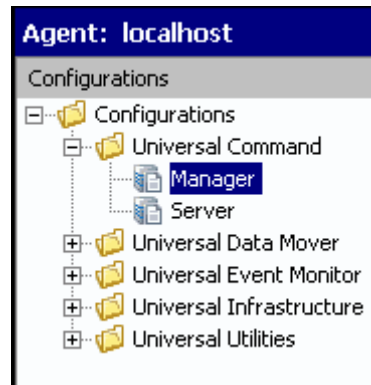 Agent: localhost
Configurations
Configurations
Universal Command
Manager
Server
Universal Data Mover
Universal Event Monitor
Universal Infrastructure
Universal Utilities